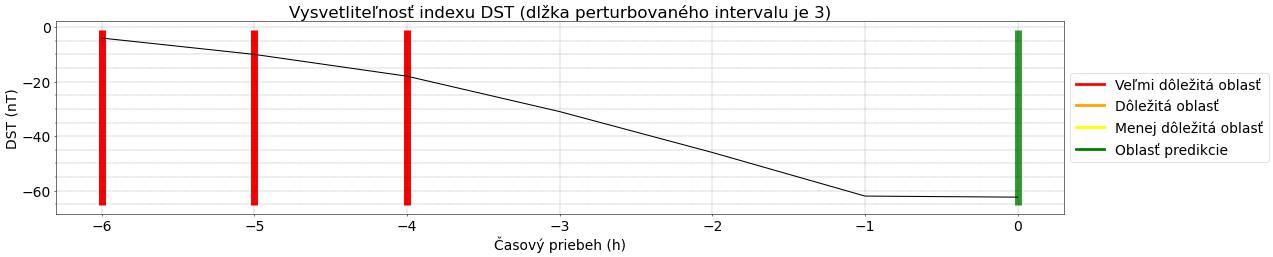 Vysvetliteľnosť indexu DST (dĺžka perturbovaného intervalu je 3)
0
−20
−40
−60
DST (nT)
−6 −5 −4 −3 −2 −1 0
Časový priebeh (h)
Veľmi dôležitá oblasť
Dôležitá oblasť
Menej dôležitá oblasť
Oblasť predikcie